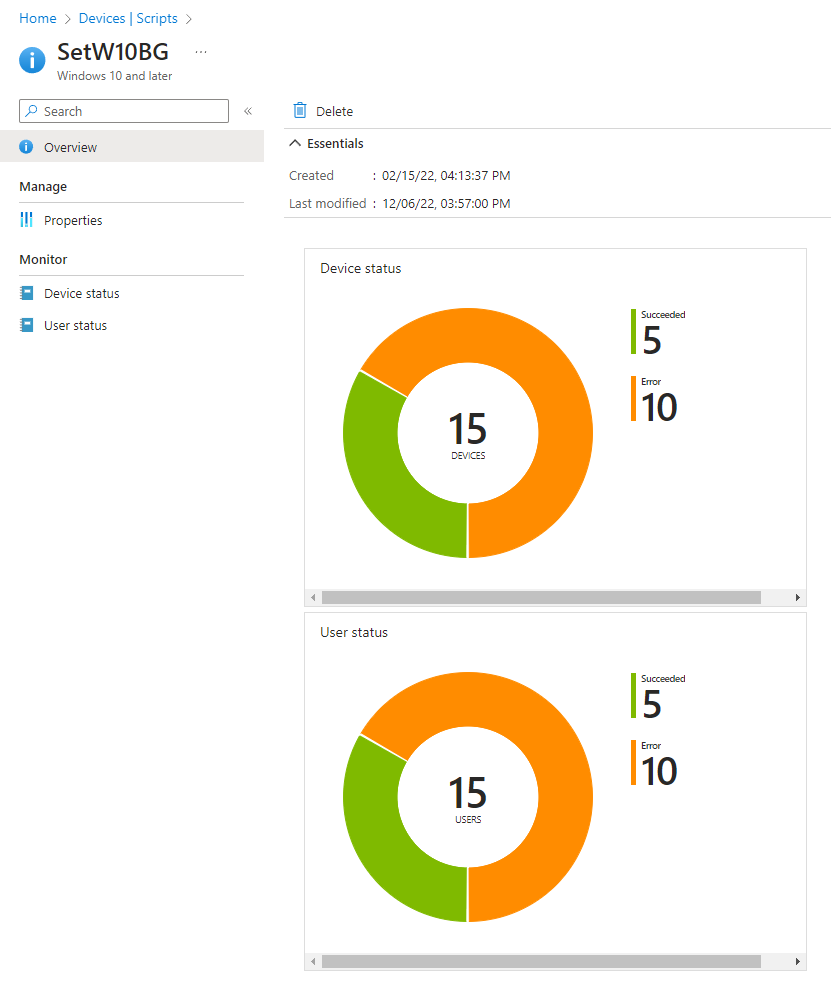 Home > Devices | Scripts >
SetW10BG ...
Windows 10 and later
Search «
Overview
Manage
Properties
Monitor
Device status
User status
Delete
Essentials
Created : 02/15/22, 04:13:37 PM
Last modified : 12/06/22, 03:57:00 PM
Device status
15
DEVICES
Succeeded
5
Error
10
User status
15
USERS
Succeeded
5
Error
10